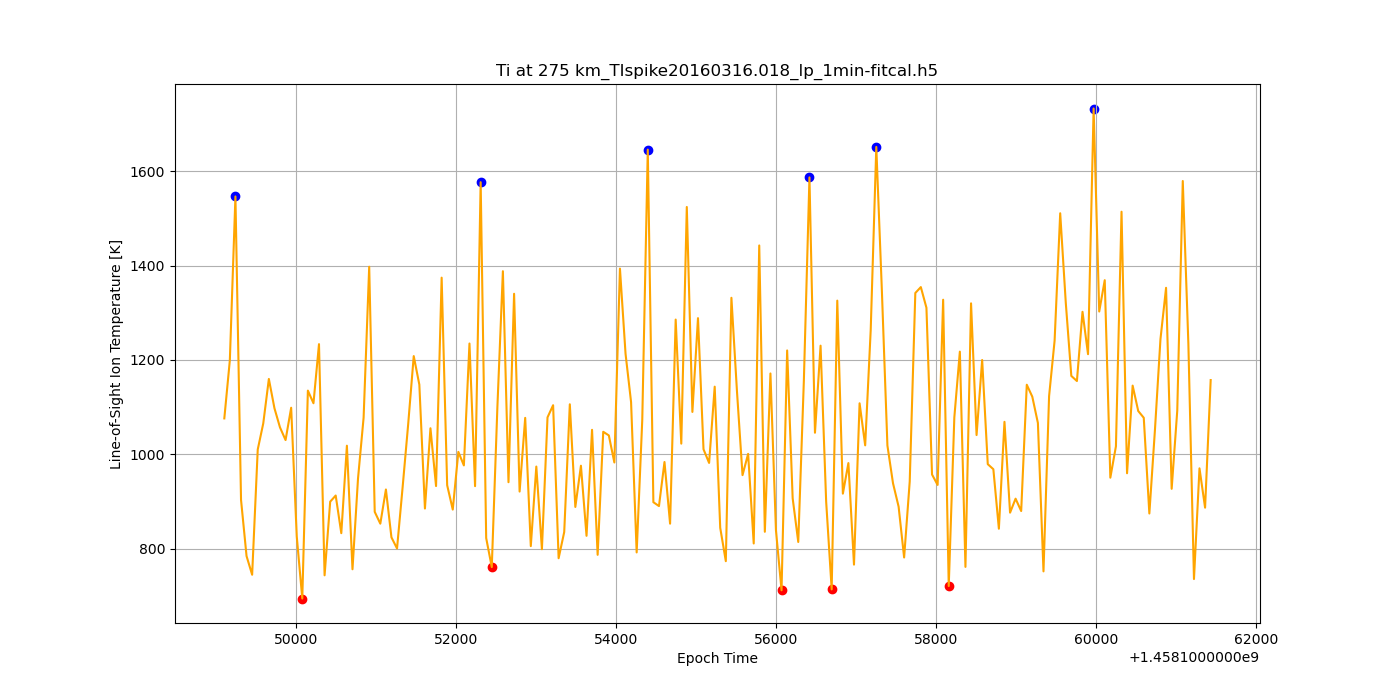 Ti at 275 km_TIspike20160316.018_lp_1min-fitcal.h5
Line-of-Sight Ion Temperature [K]
1600
1400
1200
1000
800
50000 52000 54000 56000 58000 60000 62000
Epoch Time
+1.4581000000e9